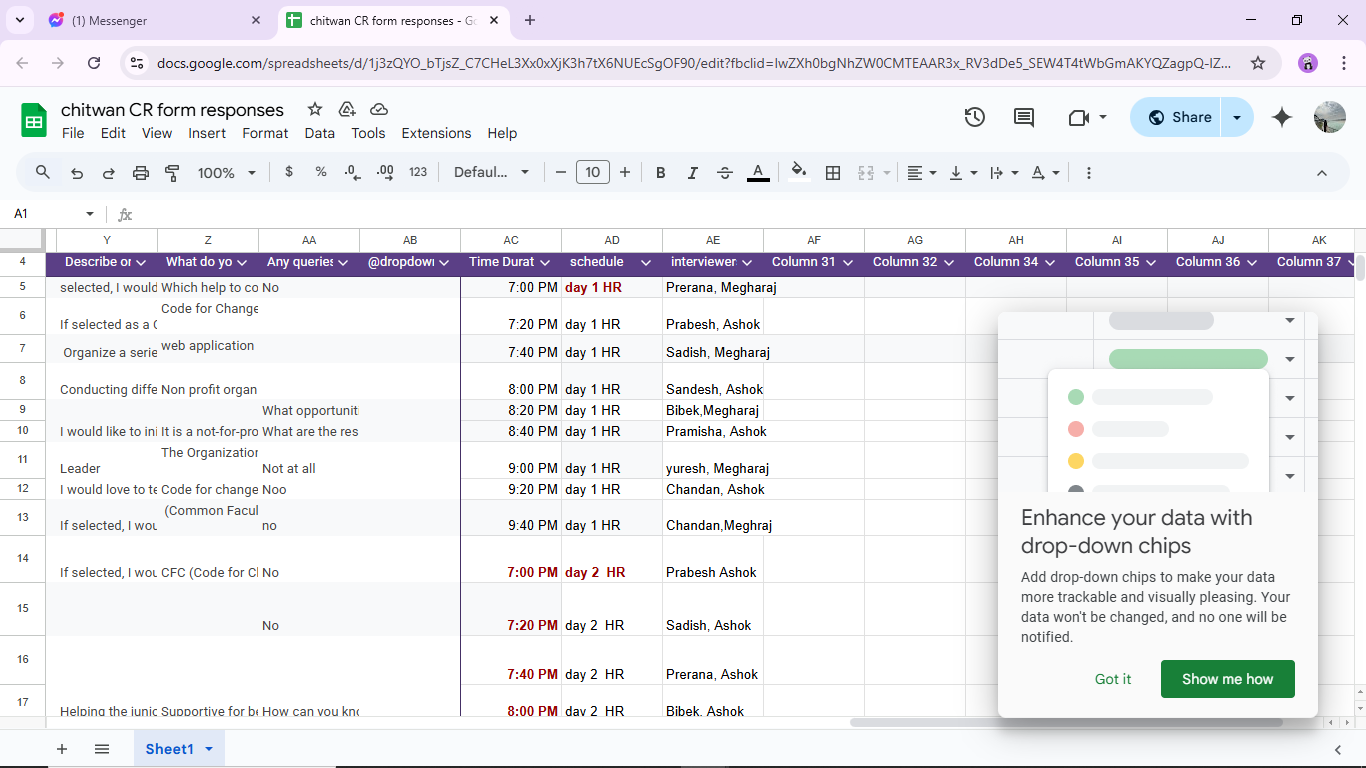 (1) Messenger
chitwan CR form responses - Go
docs.google.com/spreadsheets/d/1j3zQYO_bTjsZ_C7CHeL3Xx0xXjK3h7tX6NUEcSgOF90/edit?fbclid=IwZXh0bgNhZW0CMTEAAR3x_RV3dDe5_SEW4T4tWbGmAKYQZagpQ-IZ...
chitwan CR form responses
File Edit View Insert Format Data Tools Extensions Help
Share
100% $ % .0 .00 123 Defaul... 10 B I A
A1 fx
Y Z AA AB AC AD AE AF AG AH AI AJ AK
4 Describe or What do yo Any queries @dropdown Time Durat schedule interviewer Column 31 Column 32 Column 34 Column 35 Column 36 Column 37
5 selected, I would Which help to co No 7:00 PM day 1 HR Prerana, Megharaj
6 If selected as a C Code for Change 7:20 PM day 1 HR Prabesh, Ashok
7 Organize a serie web application 7:40 PM day 1 HR Sadish, Megharaj
8 Conducting diffe Non profit organ 8:00 PM day 1 HR Sandesh, Ashok
9 What opportuniti 8:20 PM day 1 HR Bibek,Megharaj
10 I would like to ini It is a not-for-pro What are the res 8:40 PM day 1 HR Pramisha, Ashok
11 Leader The Organization Not at all 9:00 PM day 1 HR yuresh, Megharaj
12 I would love to te Code for change Noo 9:20 PM day 1 HR Chandan, Ashok
13 If selected, I wou (Common Facul no 9:40 PM day 1 HR Chandan,Meghraj
14 If selected, I wou CFC (Code for Cl No 7:00 PM day 2 HR Prabesh Ashok
15 No 7:20 PM day 2 HR Sadish, Ashok
16 7:40 PM day 2 HR Prerana, Ashok
17 Helping the junio Supportive for be How can you kno 8:00 PM day 2 HR Bibek, Ashok
Enhance your data with
drop-down chips
Add drop-down chips to make your data
more trackable and visually pleasing. Your
data won't be changed, and no one will be
notified.
Got it Show me how
Sheet1